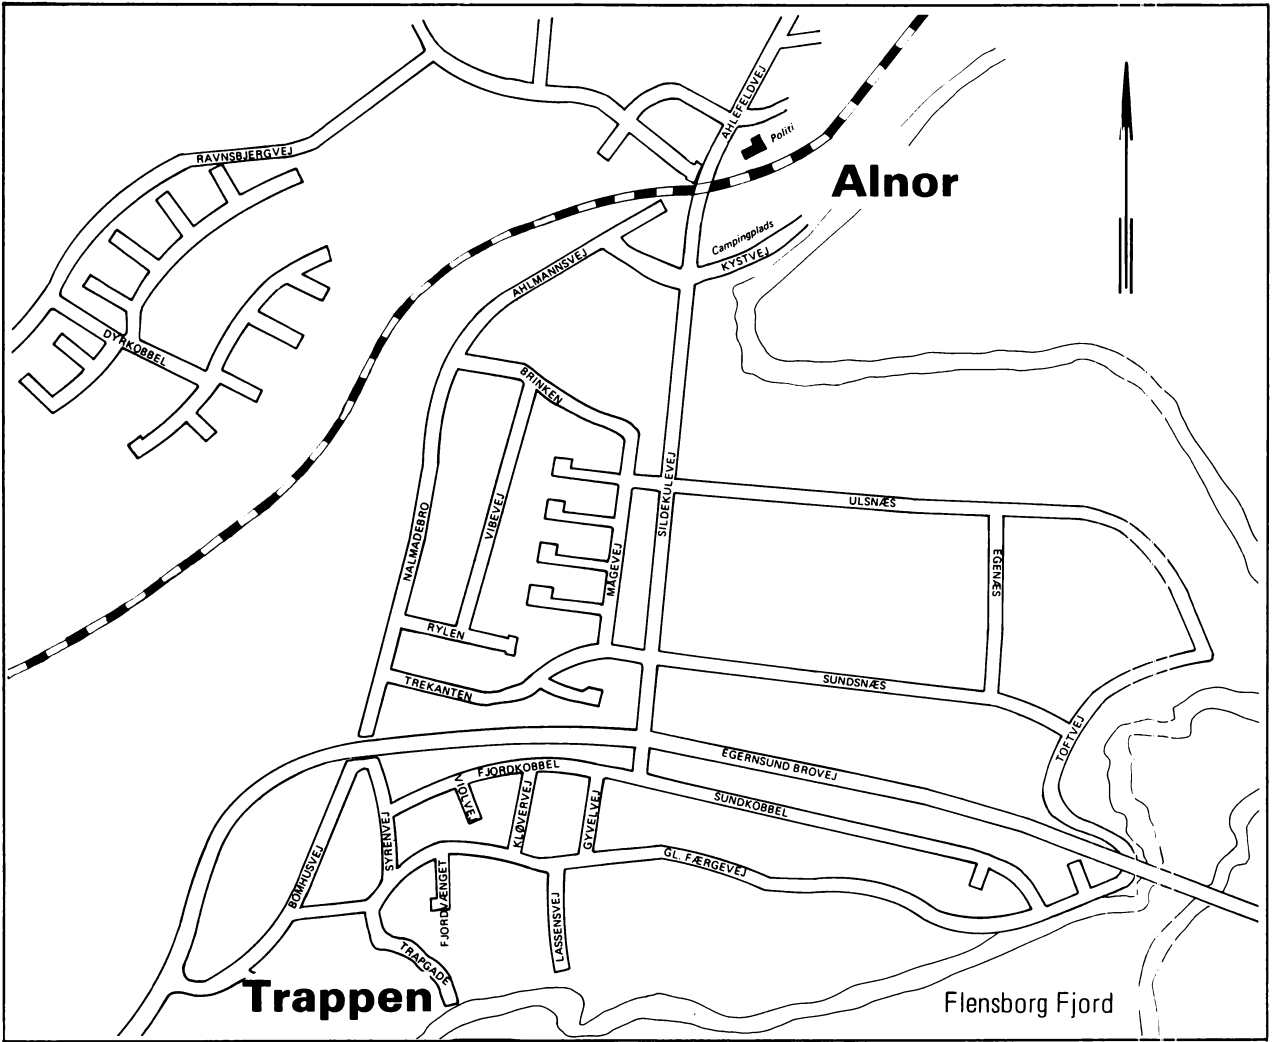 AHLEFELDVEJ
Politi
RAVNSBJERGVEJ
Alnor
Campingplads
KYSTVEJ
AHLMANNSVEJ
DYRKOBBEL
BRINKEN
SILDEKULEVEJ
ULSNÆS
VIBEVEJ
NALMADEBRO
MÅGEVEJ
EGENÆS
RYLEN
TREKANTEN
SUNDSNÆS
TOFTVEJ
EGERNSUND BROVEJ
FJORDKOBBEL
VIOLVEJ
KLØVERVEJ
GYVELVEJ
SUNDKOBBEL
SYRENVEJ
BOMHUSVEJ
GL. FÆRGEVEJ
FJORDVÆNGET
LASSENSVEJ
TRAPGADE
Trappen
Flensborg Fjord